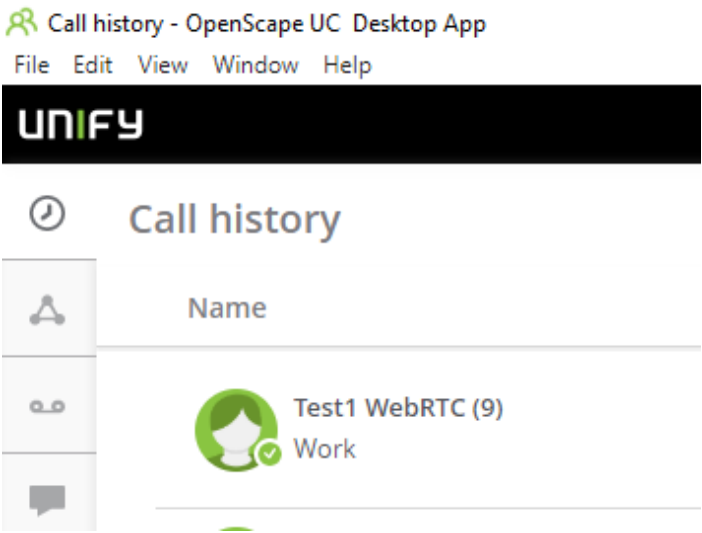 Call history - OpenScape UC Desktop App
File Edit View Window Help
UNIFY
Call history
Name
Test1 WebRTC (9)
Work